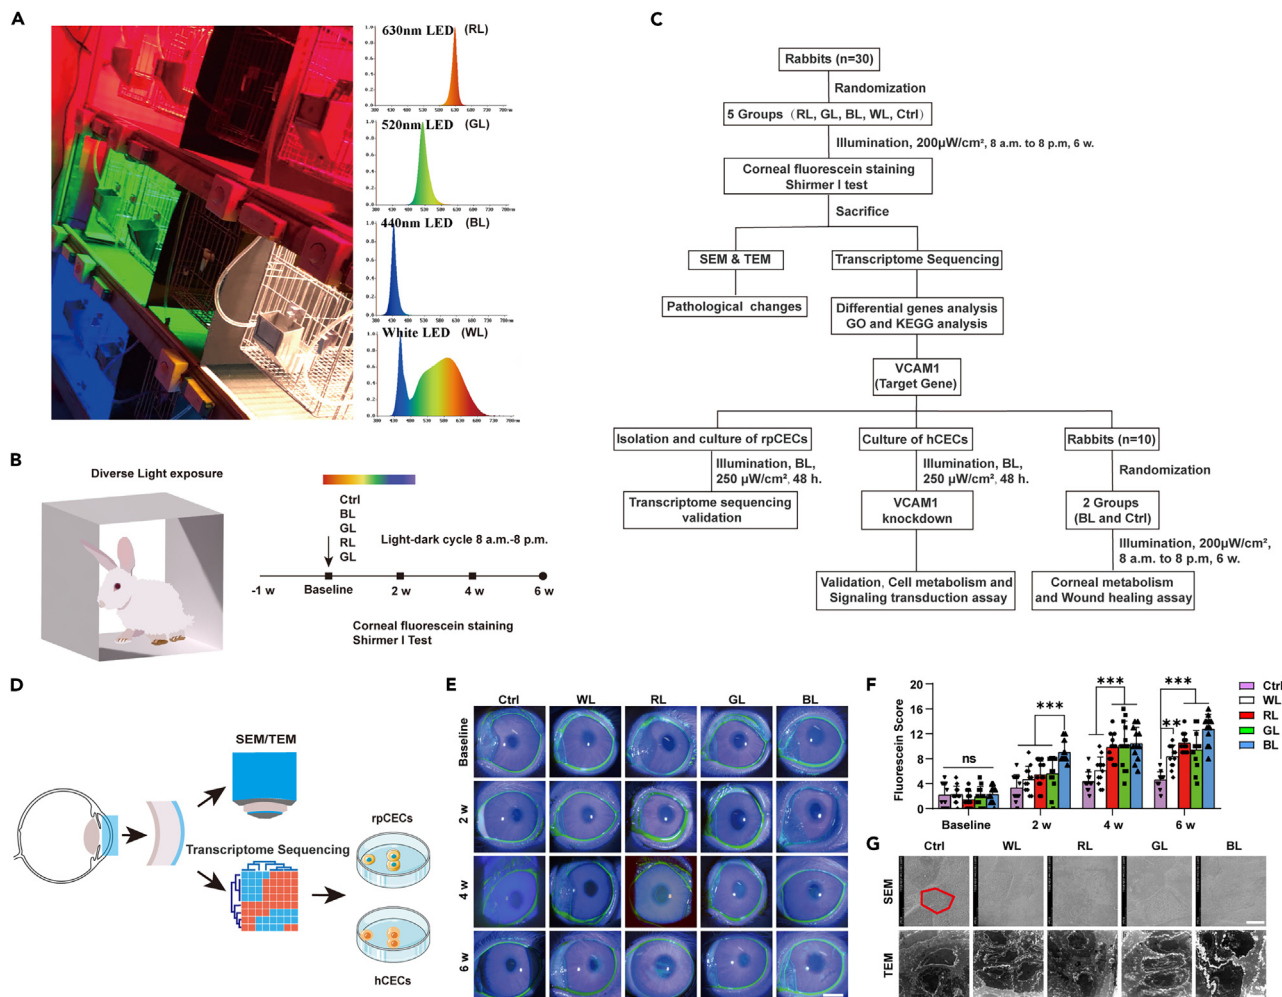 A
630nm LED (RL)
520nm LED (GL)
440nm LED (BL)
White LED (WL)
B
Diverse Light exposure
Ctrl
BL
GL
RL
GL
Light-dark cycle 8 a.m.-8 p.m.
-1 w
Baseline
2 w
4 w
6 w
Corneal fluorescein staining
Shirmer I Test
C
Rabbits (n=30)
Randomization
5 Groups (RL, GL, BL, WL, Ctrl)
Illumination, 200μW/cm², 8 a.m. to 8 p.m, 6 w.
Corneal fluorescein staining
Shirmer I test
Sacrifice
SEM & TEM
Transcriptome Sequencing
Pathological changes
Differential genes analysis
GO and KEGG analysis
VCAM1
(Target Gene)
Isolation and culture of rpCECs
Culture of hCECs
Rabbits (n=10)
Illumination, BL,
250 μW/cm², 48 h.
Illumination, BL,
250 μW/cm², 48 h.
Randomization
Transcriptome sequencing
validation
VCAM1
knockdown
2 Groups
(BL and Ctrl)
Illumination, 200μW/cm²,
8 a.m. to 8 p.m, 6 w.
Validation, Cell metabolism and
Signaling transduction assay
Corneal metabolism
and Wound healing assay
D
SEM/TEM
Transcriptome Sequencing
rpCECs
hCECs
E
Ctrl WL RL GL BL
Baseline
2 w
4 w
6 w
F
Fluorescein Score
20
16
12
8
4
0
ns
***
***
***
**
Baseline 2 w 4 w 6 w
Ctrl
WL
RL
GL
BL
G
Ctrl WL RL GL BL
SEM
TEM